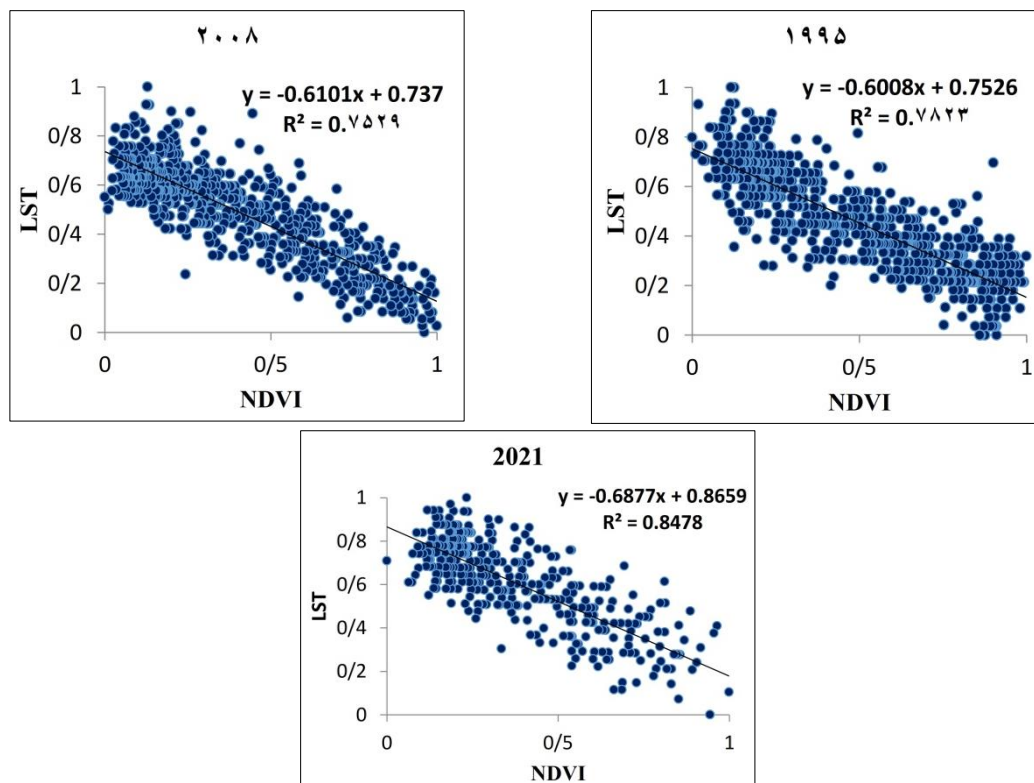 ۲۰۰۸
y = -0.6101x + 0.737
R² = 0.۷۵۲۹
1
0/8
0/6
0/4
0/2
0
LST
0
0/5
1
NDVI
۱۹۹۵
y = -0.6008x + 0.7526
R² = 0.۷۸۲۳
1
0/8
0/6
0/4
0/2
0
LST
0
0/5
1
NDVI
2021
y = -0.6877x + 0.8659
R² = 0.8478
1
0/8
0/6
0/4
0/2
0
LST
0
0/5
1
NDVI